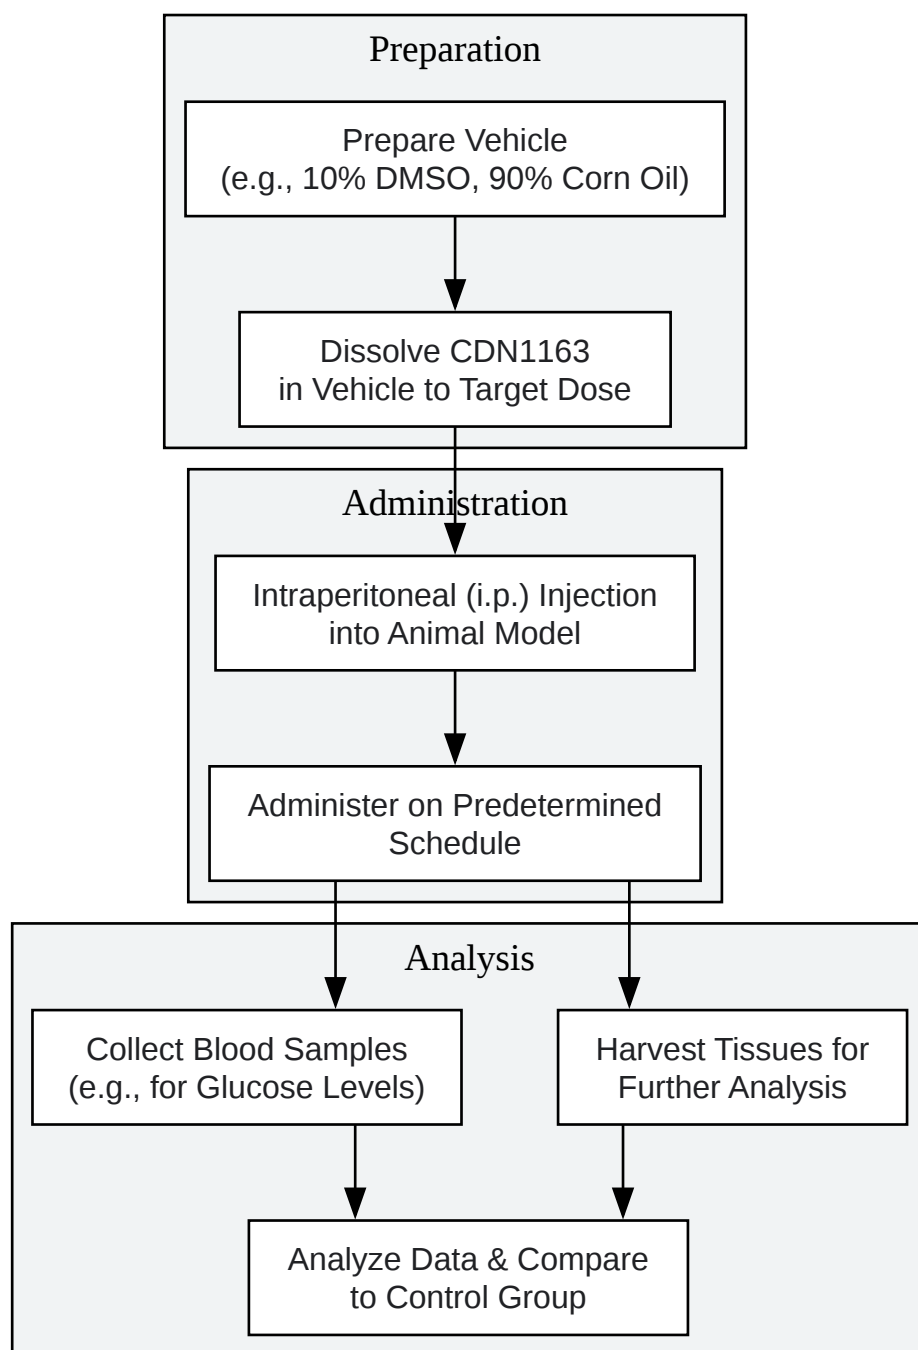 Preparation
Prepare Vehicle
(e.g., 10% DMSO, 90% Corn Oil)
Dissolve CDN1163
in Vehicle to Target Dose
Administration
Intraperitoneal (i.p.) Injection
into Animal Model
Administer on Predetermined
Schedule
Analysis
Collect Blood Samples
(e.g., for Glucose Levels)
Harvest Tissues for
Further Analysis
Analyze Data & Compare
to Control Group